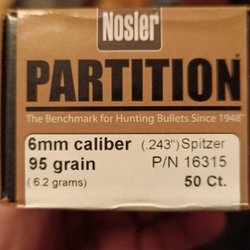 Nosler
PARTITION®
The Benchmark for Hunting Bullets Since 1948™
6mm caliber (.243") Spitzer
95 grain P/N 16315
(6.2 grams) 50 Ct.